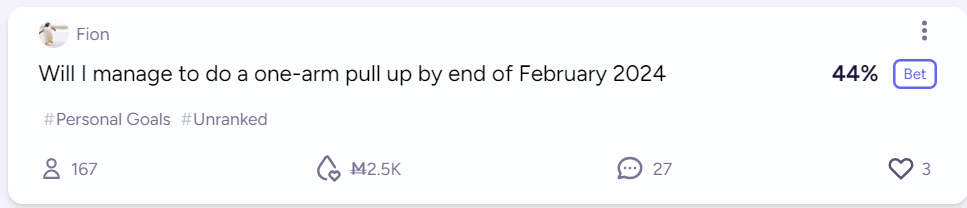 Fion
Will I manage to do a one-arm pull up by end of February 2024 44% Bet
#Personal Goals #Unranked
167 Ṁ2.5K 27 3